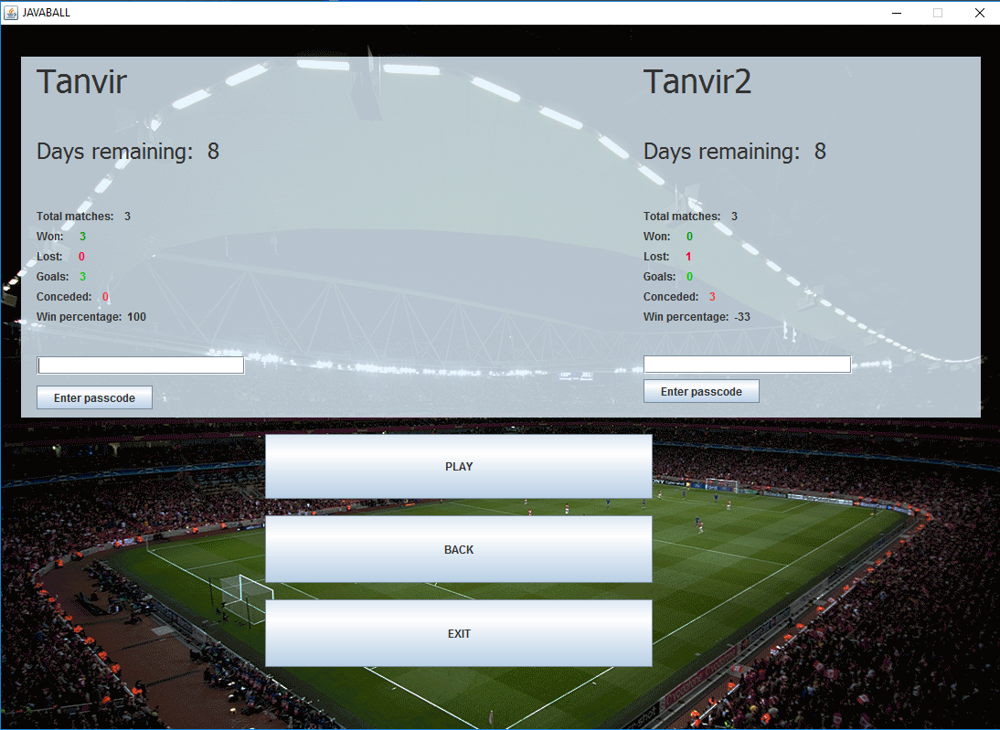 JAVABALL
Tanvir
Days remaining: 8
Total matches: 3
Won: 3
Lost: 0
Goals: 3
Conceded: 0
Win percentage: 100
Enter passcode
Tanvir2
Days remaining: 8
Total matches: 3
Won: 0
Lost: 1
Goals: 0
Conceded: 3
Win percentage: -33
Enter passcode
PLAY
BACK
EXIT